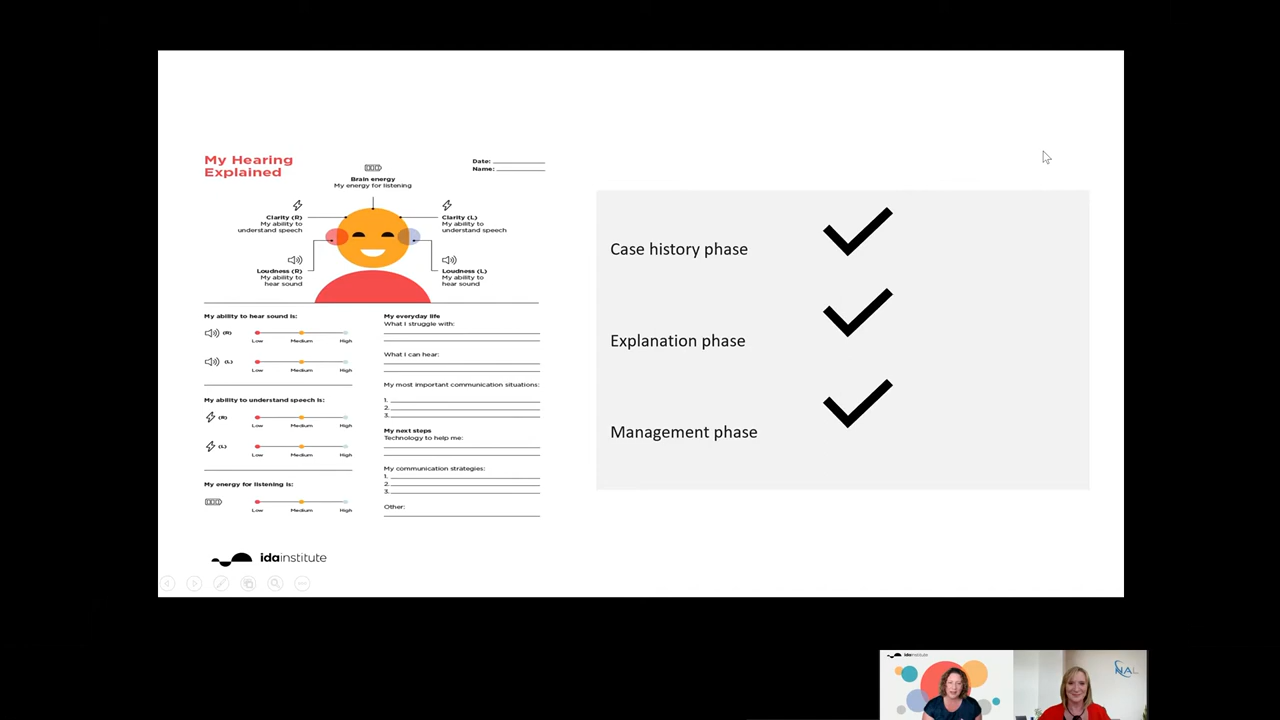 My Hearing
Explained
Date:
Name:
Brain energy
My energy for listening
Clarity (R)
My ability to
understand speech
Clarity (L)
My ability to
understand speech
Loudness (R)
My ability to
hear sound
Loudness (L)
My ability to
hear sound
My ability to hear sound is:
(R)
Low Medium High
(L)
Low Medium High
My ability to understand speech is:
(R)
Low Medium High
(L)
Low Medium High
My energy for listening is:
Low Medium High
My everyday life
What I struggle with:
What I can hear:
My most important communication situations:
1.
2.
3.
My next steps
Technology to help me:
My communication strategies:
1.
2.
3.
Other:
idainstitute
Case history phase
Explanation phase
Management phase
idainstitute
NAL